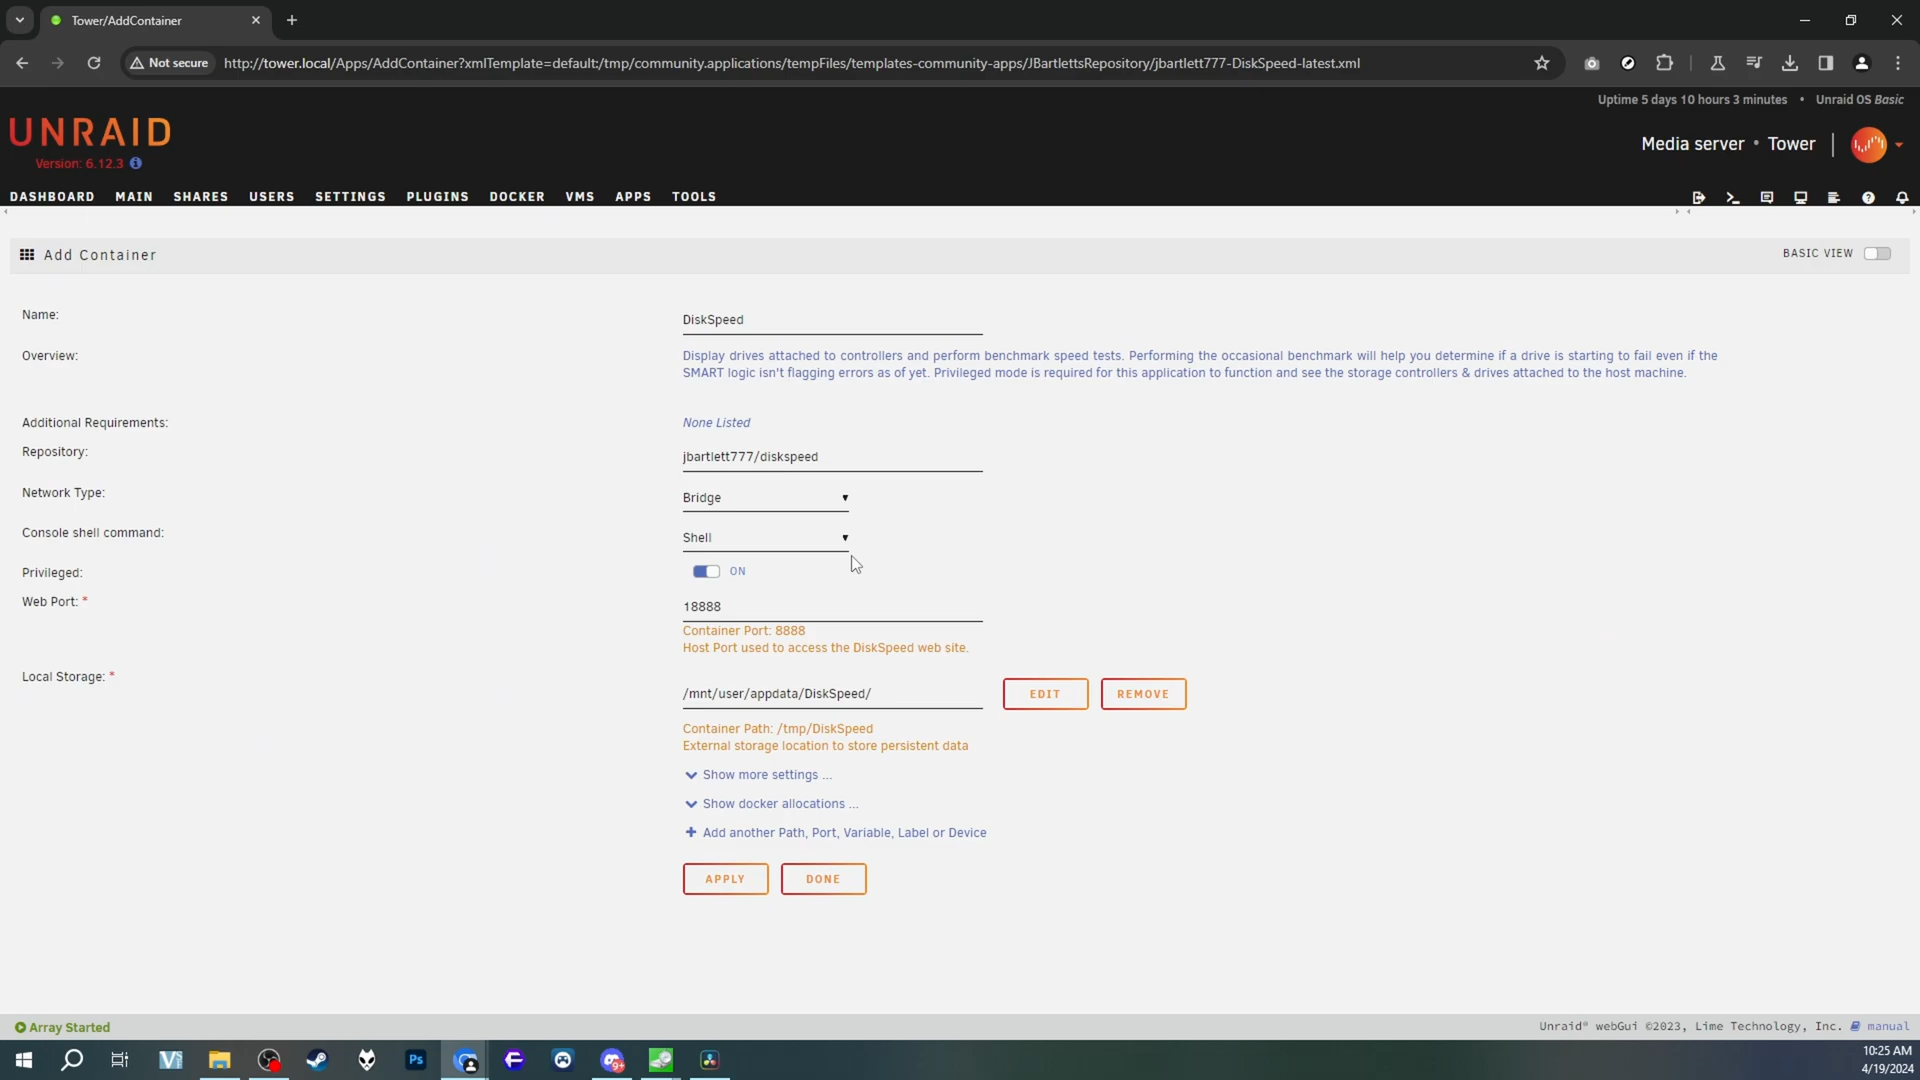 Tower/AddContainer
Not secure
http://tower.local/Apps/AddContainer?xmlTemplate=default:/tmp/community.applications/tempFiles/templates-community-apps/JBartlettsRepository/jbartlett777-DiskSpeed-latest.xml
Uptime 5 days 10 hours 3 minutes • Unraid OS Basic
UNRAID
Version: 6.12.3
Media server • Tower
DASHBOARD MAIN SHARES USERS SETTINGS PLUGINS DOCKER VMS APPS TOOLS
Add Container
BASIC VIEW
Name:
DiskSpeed
Overview:
Display drives attached to controllers and perform benchmark speed tests. Performing the occasional benchmark will help you determine if a drive is starting to fail even if the
SMART logic isn't flagging errors as of yet. Privileged mode is required for this application to function and see the storage controllers & drives attached to the host machine.
Additional Requirements:
None Listed
Repository:
jbartlett777/diskspeed
Network Type:
Bridge
Console shell command:
Shell
Privileged:
ON
Web Port: *
18888
Container Port: 8888
Host Port used to access the DiskSpeed web site.
Local Storage: *
/mnt/user/appdata/DiskSpeed/
EDIT
REMOVE
Container Path: /tmp/DiskSpeed
External storage location to store persistent data
Show more settings ...
Show docker allocations ...
Add another Path, Port, Variable, Label or Device
APPLY
DONE
Array Started
Unraid® webGui ©2023, Lime Technology, Inc. manual
Ps
9+
10:25 AM
4/19/2024